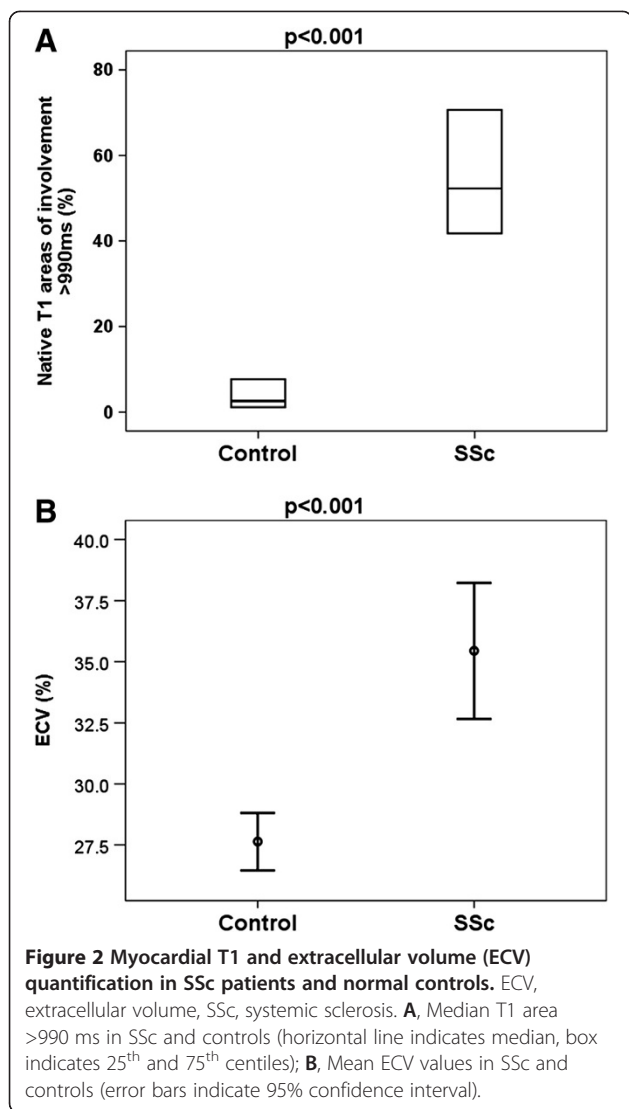 A
p<0.001
Native T1 areas of involvement
>990ms (%)
80
60
40
20
0
Control SSc
B
p<0.001
ECV (%)
40.0
37.5
35.0
32.5
30.0
27.5
Control SSc
Figure 2 Myocardial T1 and extracellular volume (ECV)
quantification in SSc patients and normal controls. ECV,
extracellular volume, SSc, systemic sclerosis. A, Median T1 area
>990 ms in SSc and controls (horizontal line indicates median, box
indicates 25th and 75th centiles); B, Mean ECV values in SSc and
controls (error bars indicate 95% confidence interval).